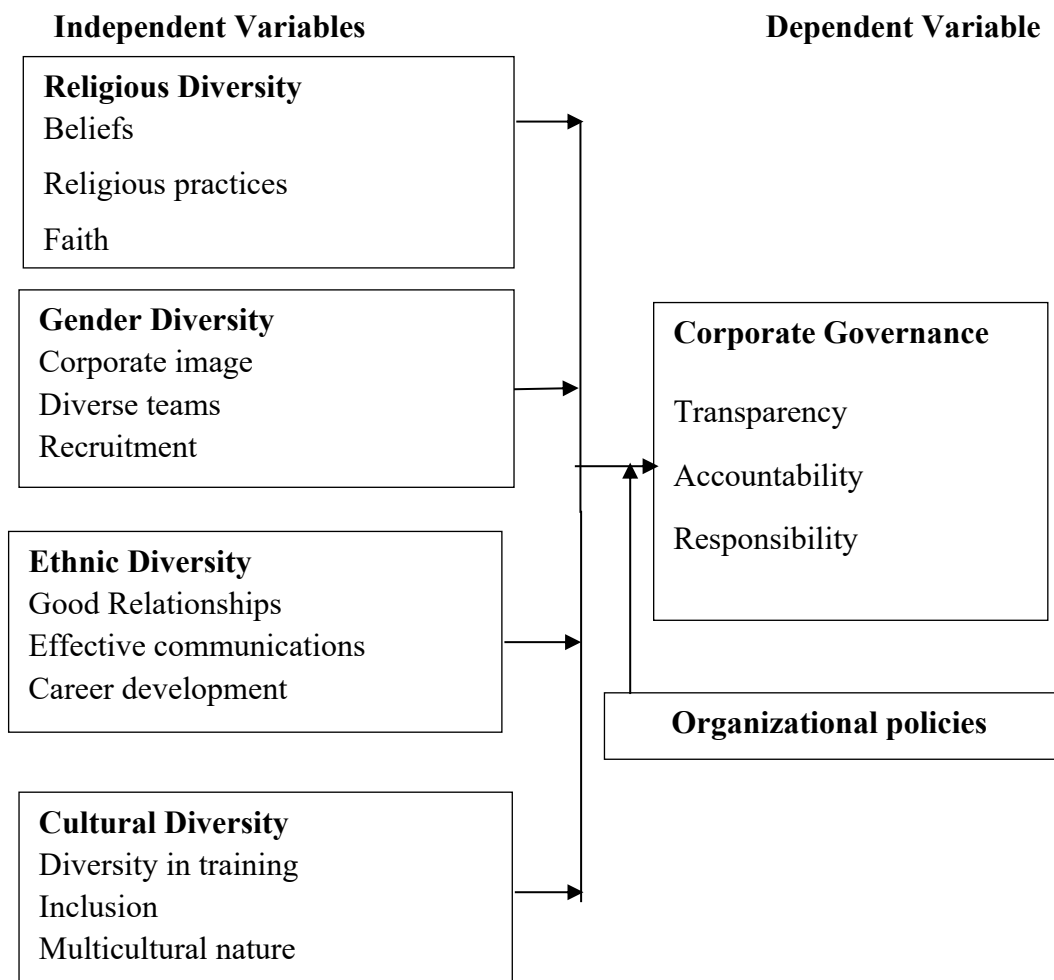 Independent Variables
Dependent Variable
Religious Diversity
Beliefs
Religious practices
Faith
Gender Diversity
Corporate image
Diverse teams
Recruitment
Corporate Governance
Transparency
Accountability
Responsibility
Ethnic Diversity
Good Relationships
Effective communications
Career development
Organizational policies
Cultural Diversity
Diversity in training
Inclusion
Multicultural nature